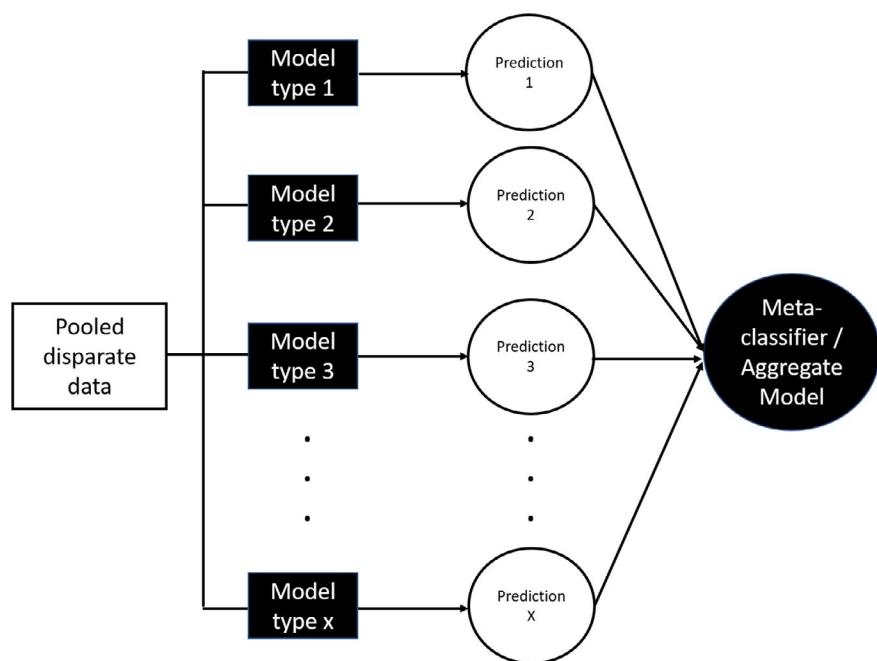 Model
type 1
Prediction
1
Model
type 2
Prediction
2
Pooled
disparate
data
Model
type 3
Prediction
3
Meta-
classifier /
Aggregate
Model
Model
type x
Prediction
X